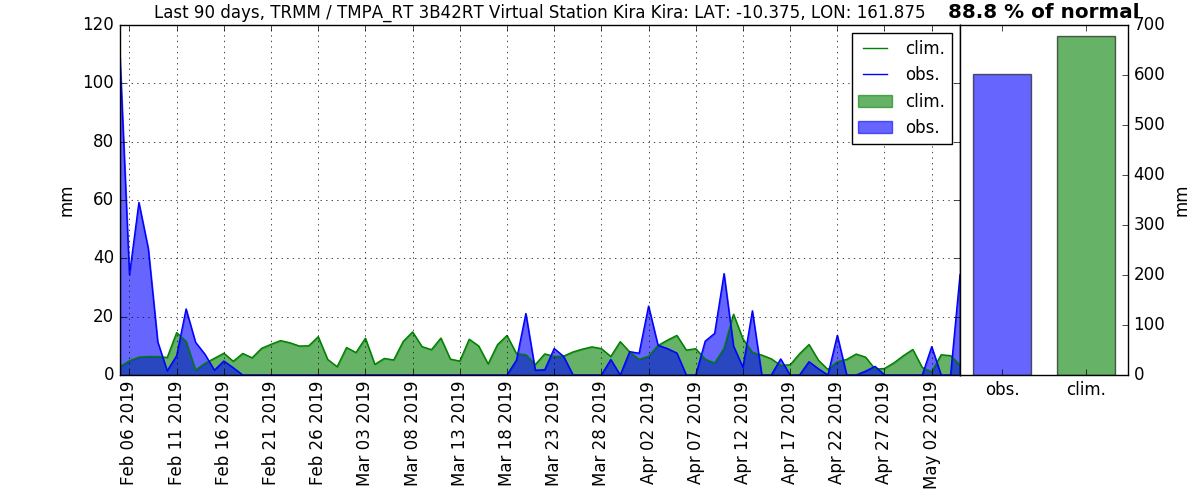 Last 90 days, TRMM / TMPA_RT 3B42RT Virtual Station Kira Kira: LAT: -10.375, LON: 161.875
88.8 % of normal
120
100
80
60
40
20
0
mm
clim.
obs.
clim.
obs.
700
600
500
400
300
200
100
0
mm
obs.
clim.
Feb 06 2019
Feb 11 2019
Feb 16 2019
Feb 21 2019
Feb 26 2019
Mar 03 2019
Mar 08 2019
Mar 13 2019
Mar 18 2019
Mar 23 2019
Mar 28 2019
Apr 02 2019
Apr 07 2019
Apr 12 2019
Apr 17 2019
Apr 22 2019
Apr 27 2019
May 02 2019